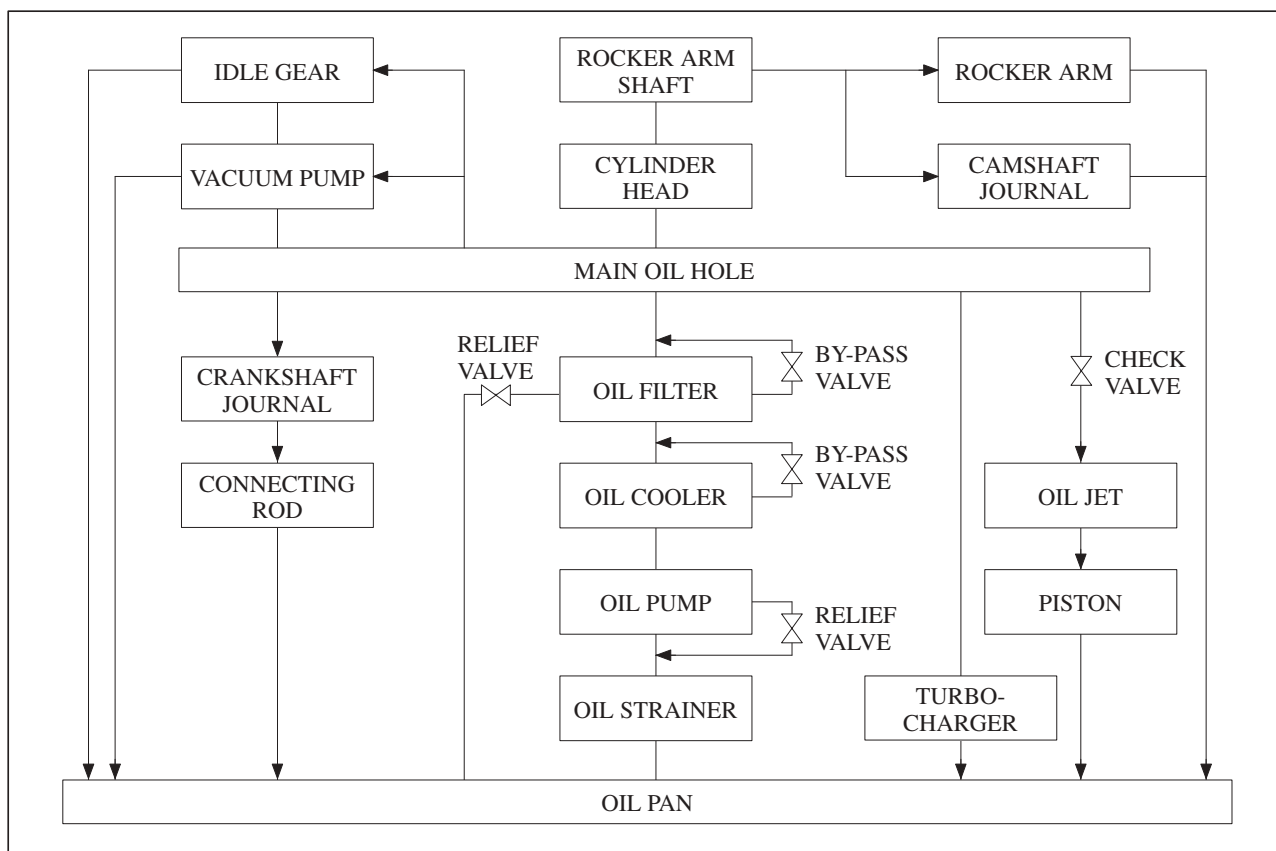 IDLE GEAR
ROCKER ARM
SHAFT
ROCKER ARM
VACUUM PUMP
CYLINDER
HEAD
CAMSHAFT
JOURNAL
MAIN OIL HOLE
RELIEF
VALVE
BY-PASS
VALVE
CHECK
VALVE
CRANKSHAFT
JOURNAL
OIL FILTER
CONNECTING
ROD
OIL COOLER
BY-PASS
VALVE
OIL JET
OIL PUMP
RELIEF
VALVE
PISTON
OIL STRAINER
TURBO-
CHARGER
OIL PAN